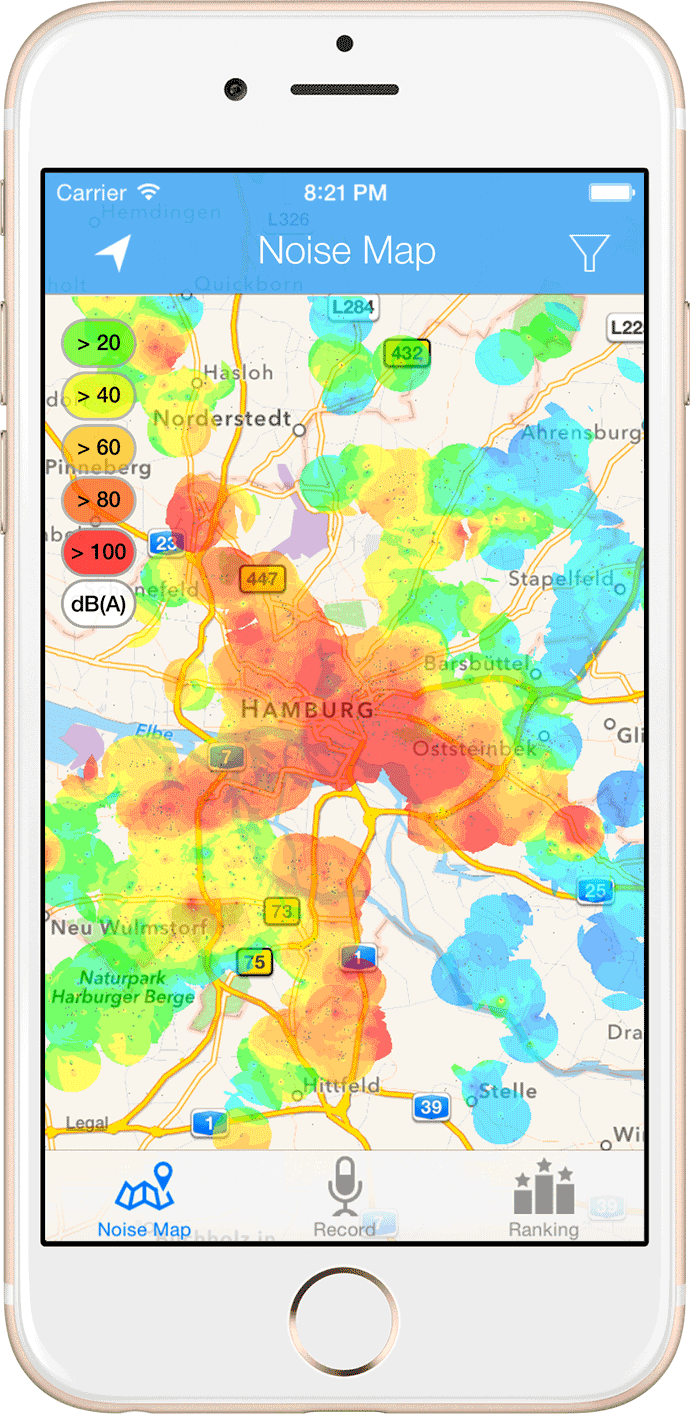 Carrier
8:21 PM
Hemdingen
L326
Noise Map
Quickborn
L284
L22
> 20
432
Hasloh
> 40
Norderstedt
> 60
Ahrensburg
Pinneberg
> 80
23
> 100
447
Stapelfeld
nefeld
dB(A)
Barsbüttel
HAMBURG
Elbe
Oststeinbek
Gli
7
25
73
Neu Wulmstorf
75
1
Naturpark
Harburger Berge
Dra
Hittfeld
Stelle
39
Legal
1
Wi
Noise Map
Record
Ranking
39